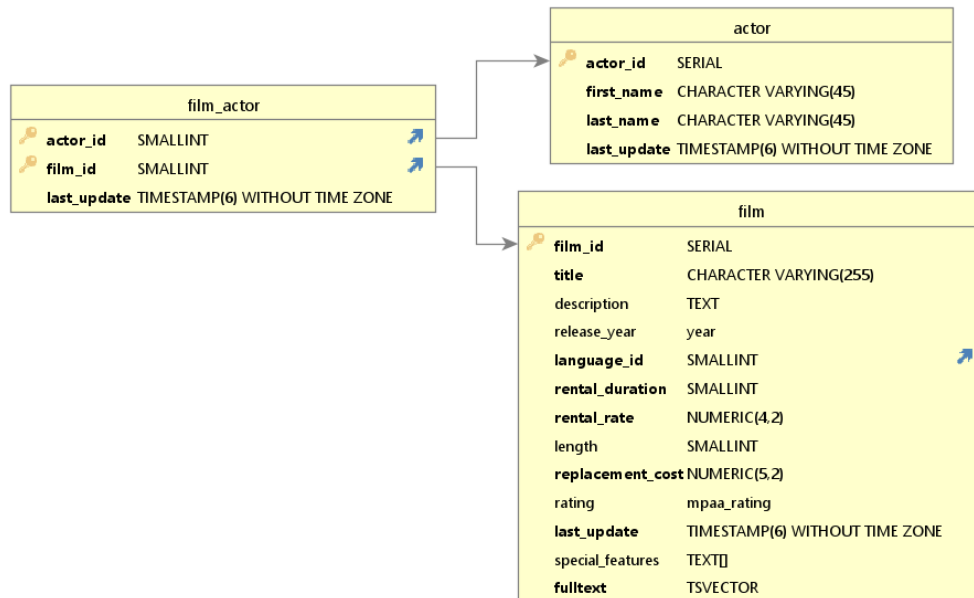 actor
actor_id SERIAL
first_name CHARACTER VARYING(45)
last_name CHARACTER VARYING(45)
last_update TIMESTAMP(6) WITHOUT TIME ZONE
film_actor
actor_id SMALLINT
film_id SMALLINT
last_update TIMESTAMP(6) WITHOUT TIME ZONE
film
film_id SERIAL
title CHARACTER VARYING(255)
description TEXT
release_year year
language_id SMALLINT
rental_duration SMALLINT
rental_rate NUMERIC(4,2)
length SMALLINT
replacement_cost NUMERIC(5,2)
rating mpaa_rating
last_update TIMESTAMP(6) WITHOUT TIME ZONE
special_features TEXT[]
fulltext TSVECTOR